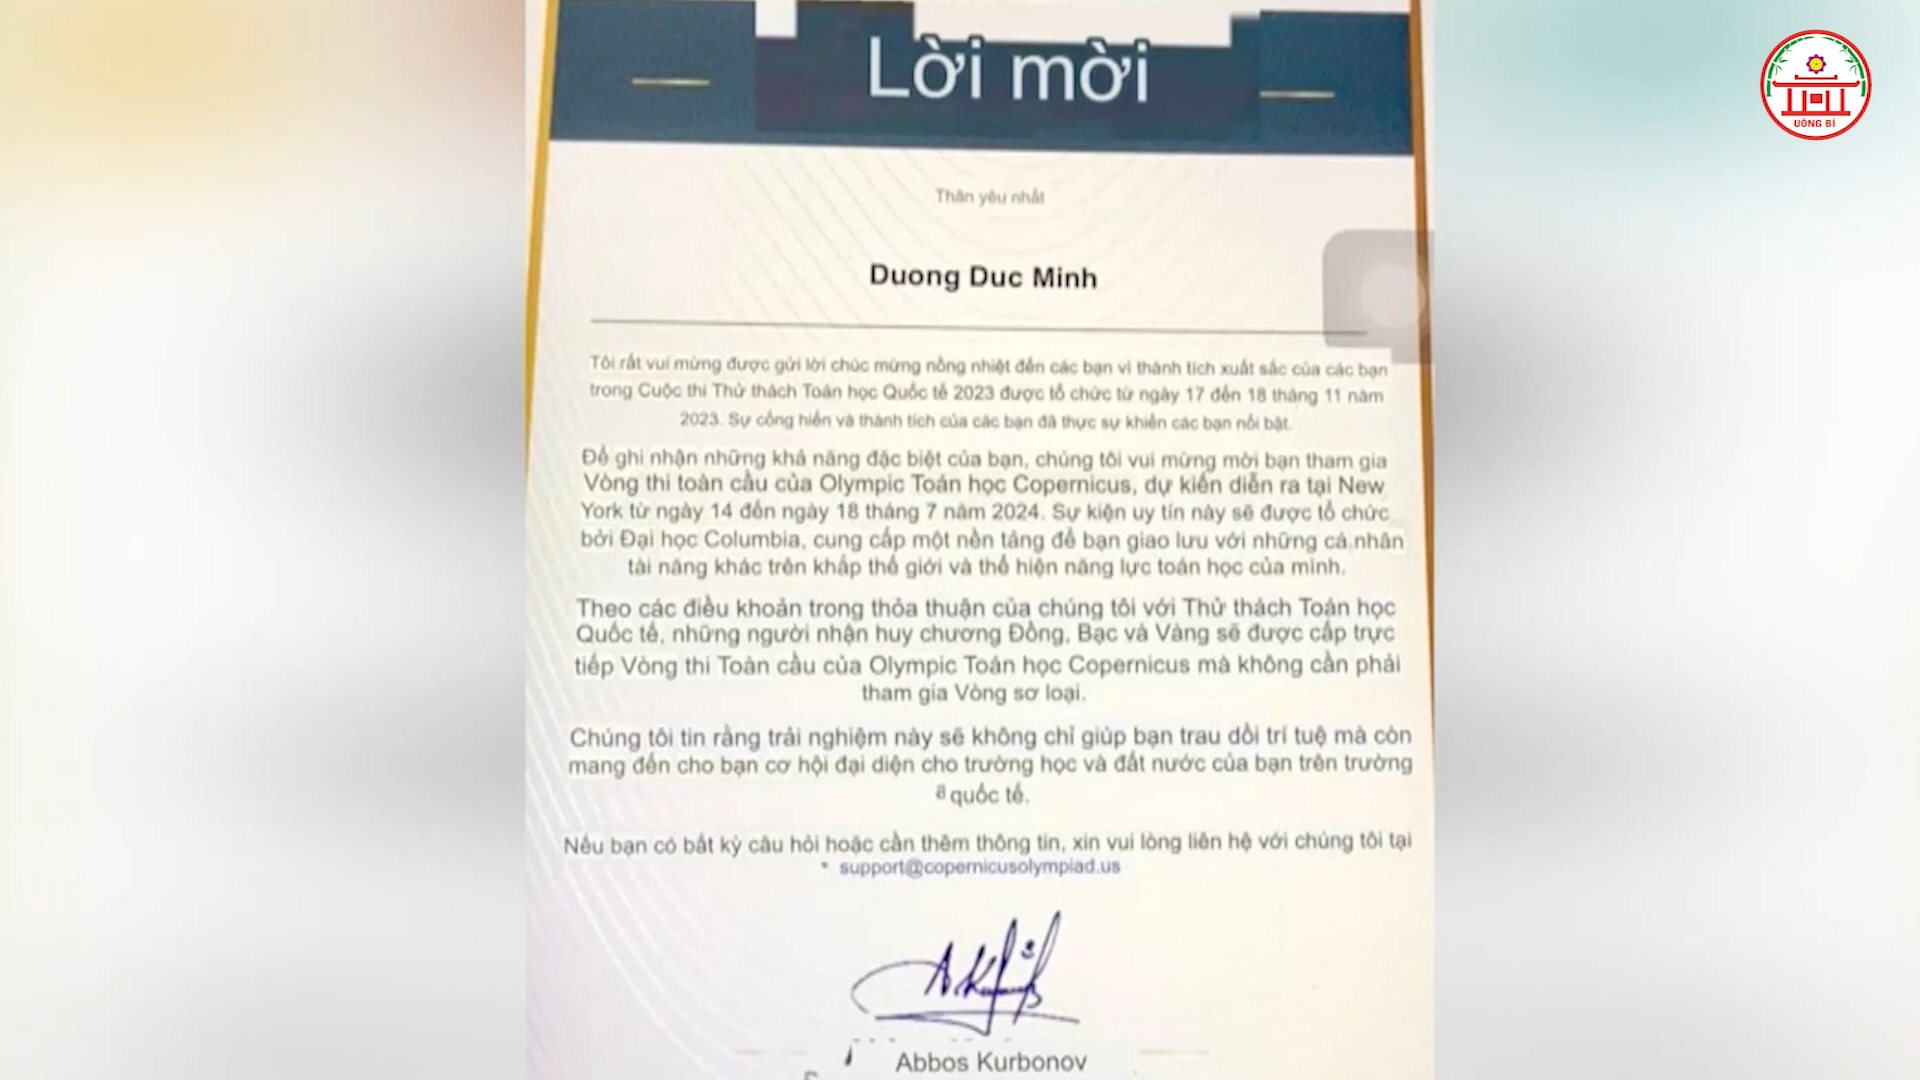 Lời mời
UÔNG BÍ
Thân yêu nhất
Duong Duc Minh
Tôi rất vui mừng được gửi lời chúc mừng nồng nhiệt đến các bạn vì thành tích xuất sắc của các bạn
trong Cuộc thi Thử thách Toán học Quốc tế 2023 được tổ chức từ ngày 17 đến 18 tháng 11 năm
2023. Sự cống hiến và thành tích của các bạn đã thực sự khiến các bạn nổi bật.
Để ghi nhận những khả năng đặc biệt của bạn, chúng tôi vui mừng mời bạn tham gia
Vòng thi toàn cầu của Olympic Toán học Copernicus, dự kiến diễn ra tại New
York từ ngày 14 đến ngày 18 tháng 7 năm 2024. Sự kiện uy tín này sẽ được tổ chức
bởi Đại học Columbia, cung cấp một nền tảng để bạn giao lưu với những cá nhân
tài năng khác trên khắp thế giới và thể hiện năng lực toán học của mình.
Theo các điều khoản trong thỏa thuận của chúng tôi với Thử thách Toán học
Quốc tế, những người nhận huy chương Đồng, Bạc và Vàng sẽ được cấp trực
tiếp Vòng thi Toàn cầu của Olympic Toán học Copernicus mà không cần phải
tham gia Vòng sơ loại.
Chúng tôi tin rằng trải nghiệm này sẽ không chỉ giúp bạn trau dồi trí tuệ mà còn
mang đến cho bạn cơ hội đại diện cho trường học và đất nước của bạn trên trường
quốc tế.
Nếu bạn có bất kỳ câu hỏi hoặc cần thêm thông tin, xin vui lòng liên hệ với chúng tôi tại
support@copernicusolympiad.us
Abbos Kurbonov